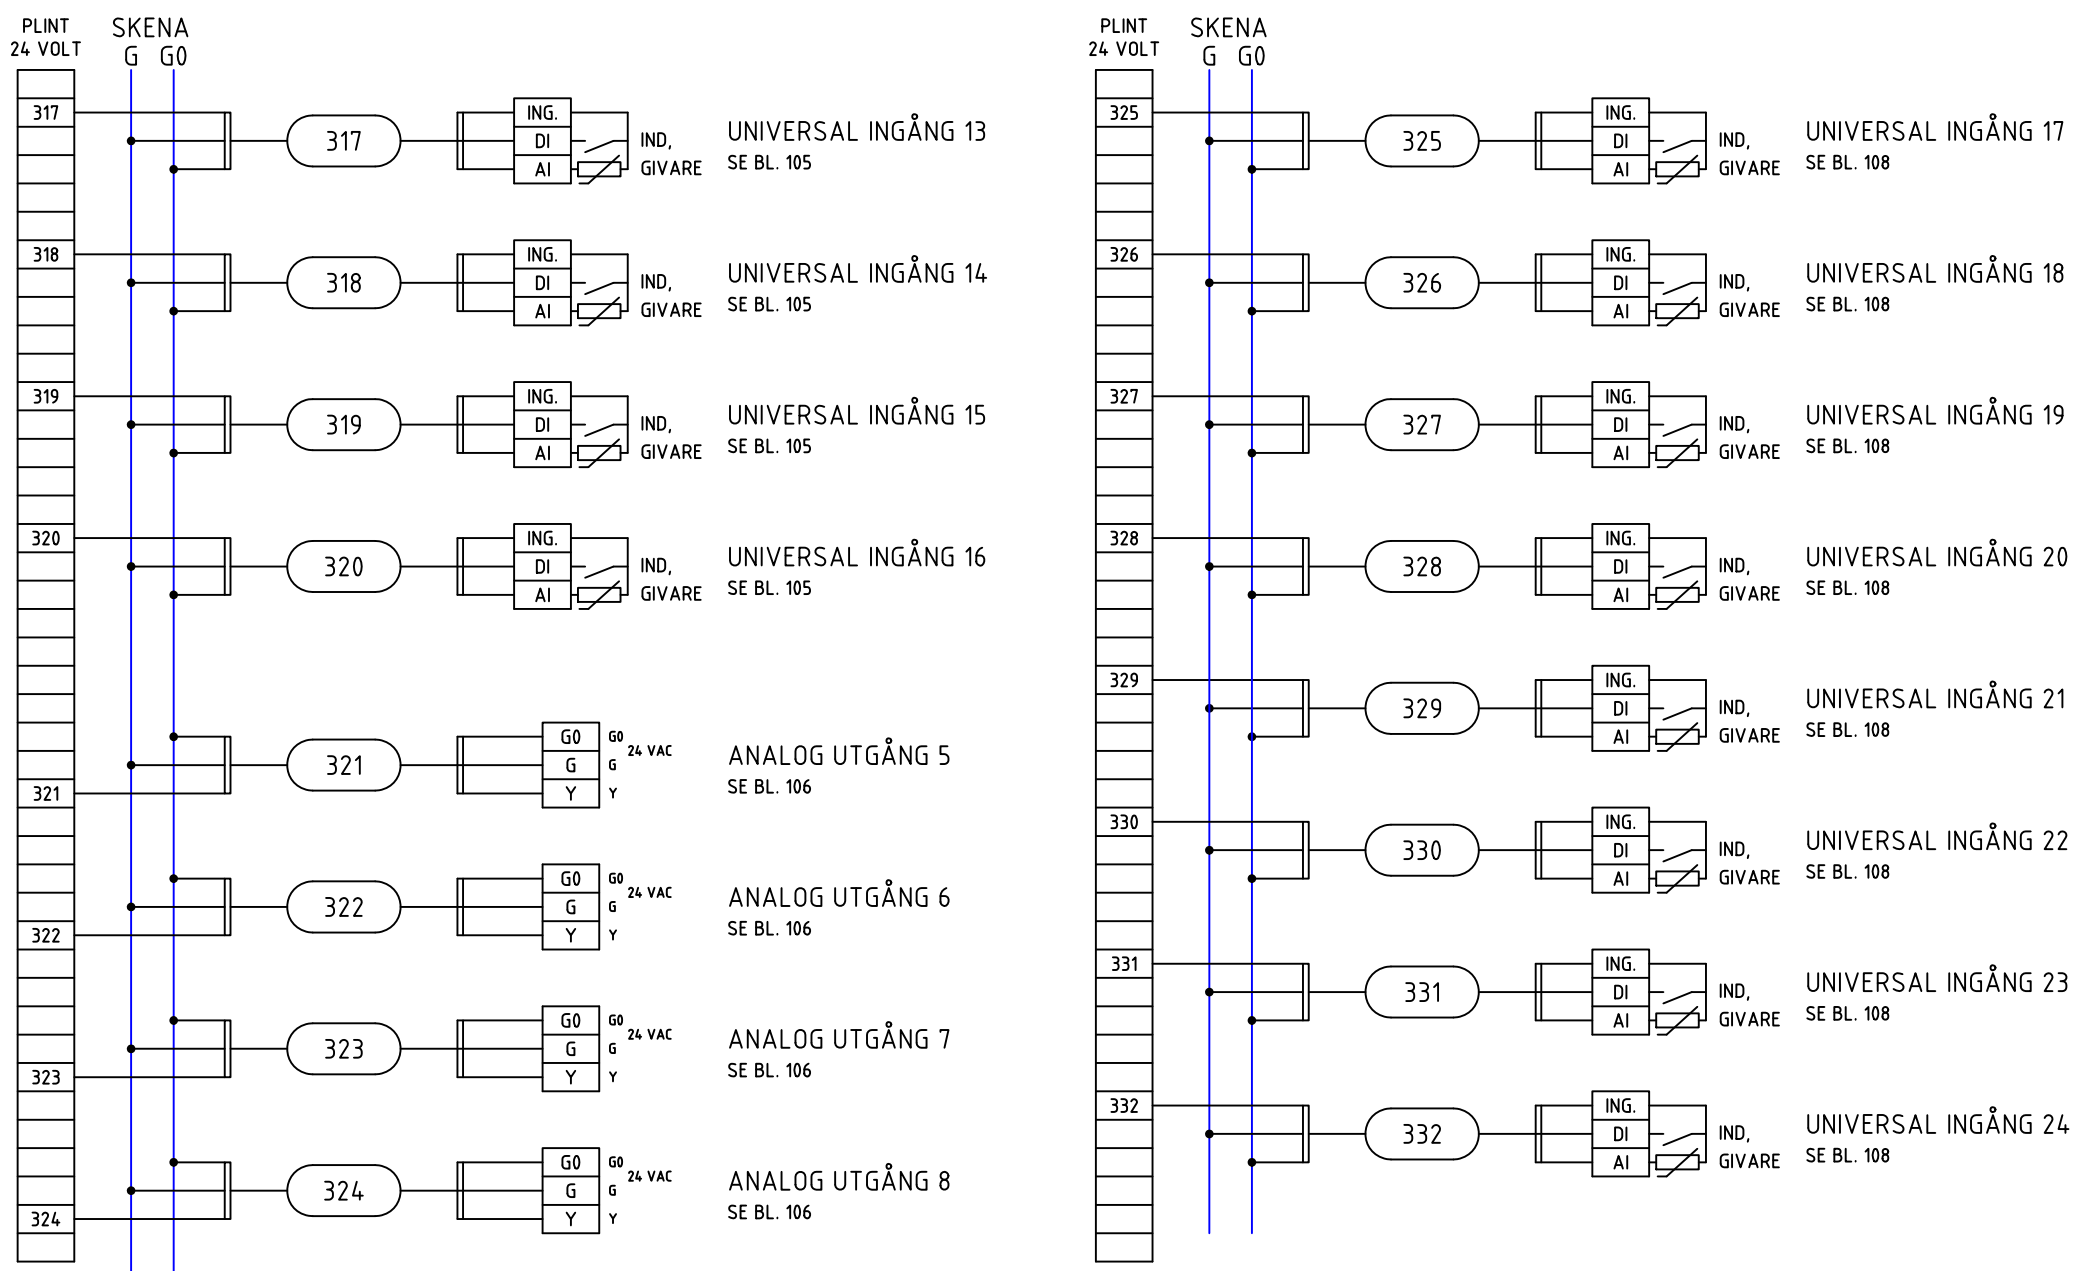 PLINT
24 VOLT
SKENA
G G0
317
317
ING.
DI
AI
IND,
GIVARE
UNIVERSAL INGÅNG 13
SE BL. 105
318
318
ING.
DI
AI
IND,
GIVARE
UNIVERSAL INGÅNG 14
SE BL. 105
319
319
ING.
DI
AI
IND,
GIVARE
UNIVERSAL INGÅNG 15
SE BL. 105
320
320
ING.
DI
AI
IND,
GIVARE
UNIVERSAL INGÅNG 16
SE BL. 105
321
321
G0 G0
24 VAC
G G
Y Y
ANALOG UTGÅNG 5
SE BL. 106
322
322
G0 G0
24 VAC
G G
Y Y
ANALOG UTGÅNG 6
SE BL. 106
323
323
G0 G0
24 VAC
G G
Y Y
ANALOG UTGÅNG 7
SE BL. 106
324
324
G0 G0
24 VAC
G G
Y Y
ANALOG UTGÅNG 8
SE BL. 106
PLINT
24 VOLT
SKENA
G G0
325
325
ING.
DI
AI
IND,
GIVARE
UNIVERSAL INGÅNG 17
SE BL. 108
326
326
ING.
DI
AI
IND,
GIVARE
UNIVERSAL INGÅNG 18
SE BL. 108
327
327
ING.
DI
AI
IND,
GIVARE
UNIVERSAL INGÅNG 19
SE BL. 108
328
328
ING.
DI
AI
IND,
GIVARE
UNIVERSAL INGÅNG 20
SE BL. 108
329
329
ING.
DI
AI
IND,
GIVARE
UNIVERSAL INGÅNG 21
SE BL. 108
330
330
ING.
DI
AI
IND,
GIVARE
UNIVERSAL INGÅNG 22
SE BL. 108
331
331
ING.
DI
AI
IND,
GIVARE
UNIVERSAL INGÅNG 23
SE BL. 108
332
332
ING.
DI
AI
IND,
GIVARE
UNIVERSAL INGÅNG 24
SE BL. 108